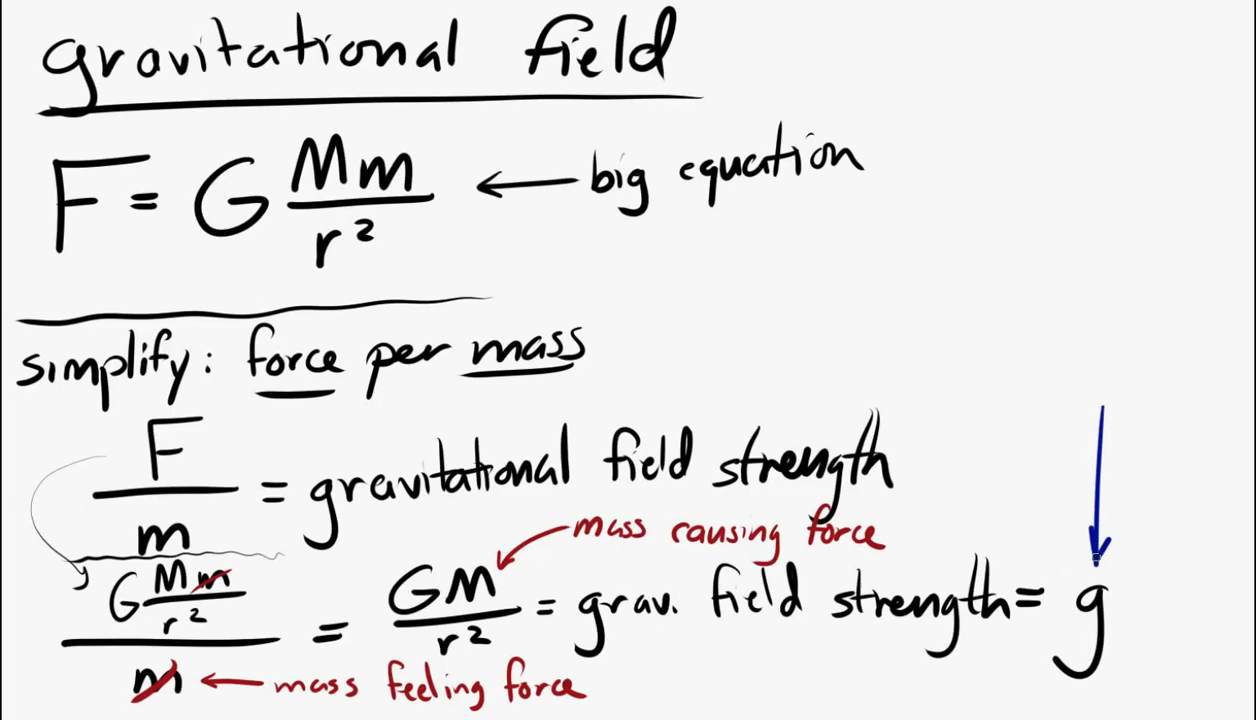 gravitational field
F = G Mm/r² ← big equation
simplify: force per mass
F/m = gravitational field strength
mass causing force
G Mm/r² / m = GM/r² = grav. field strength = g
← mass feeling force